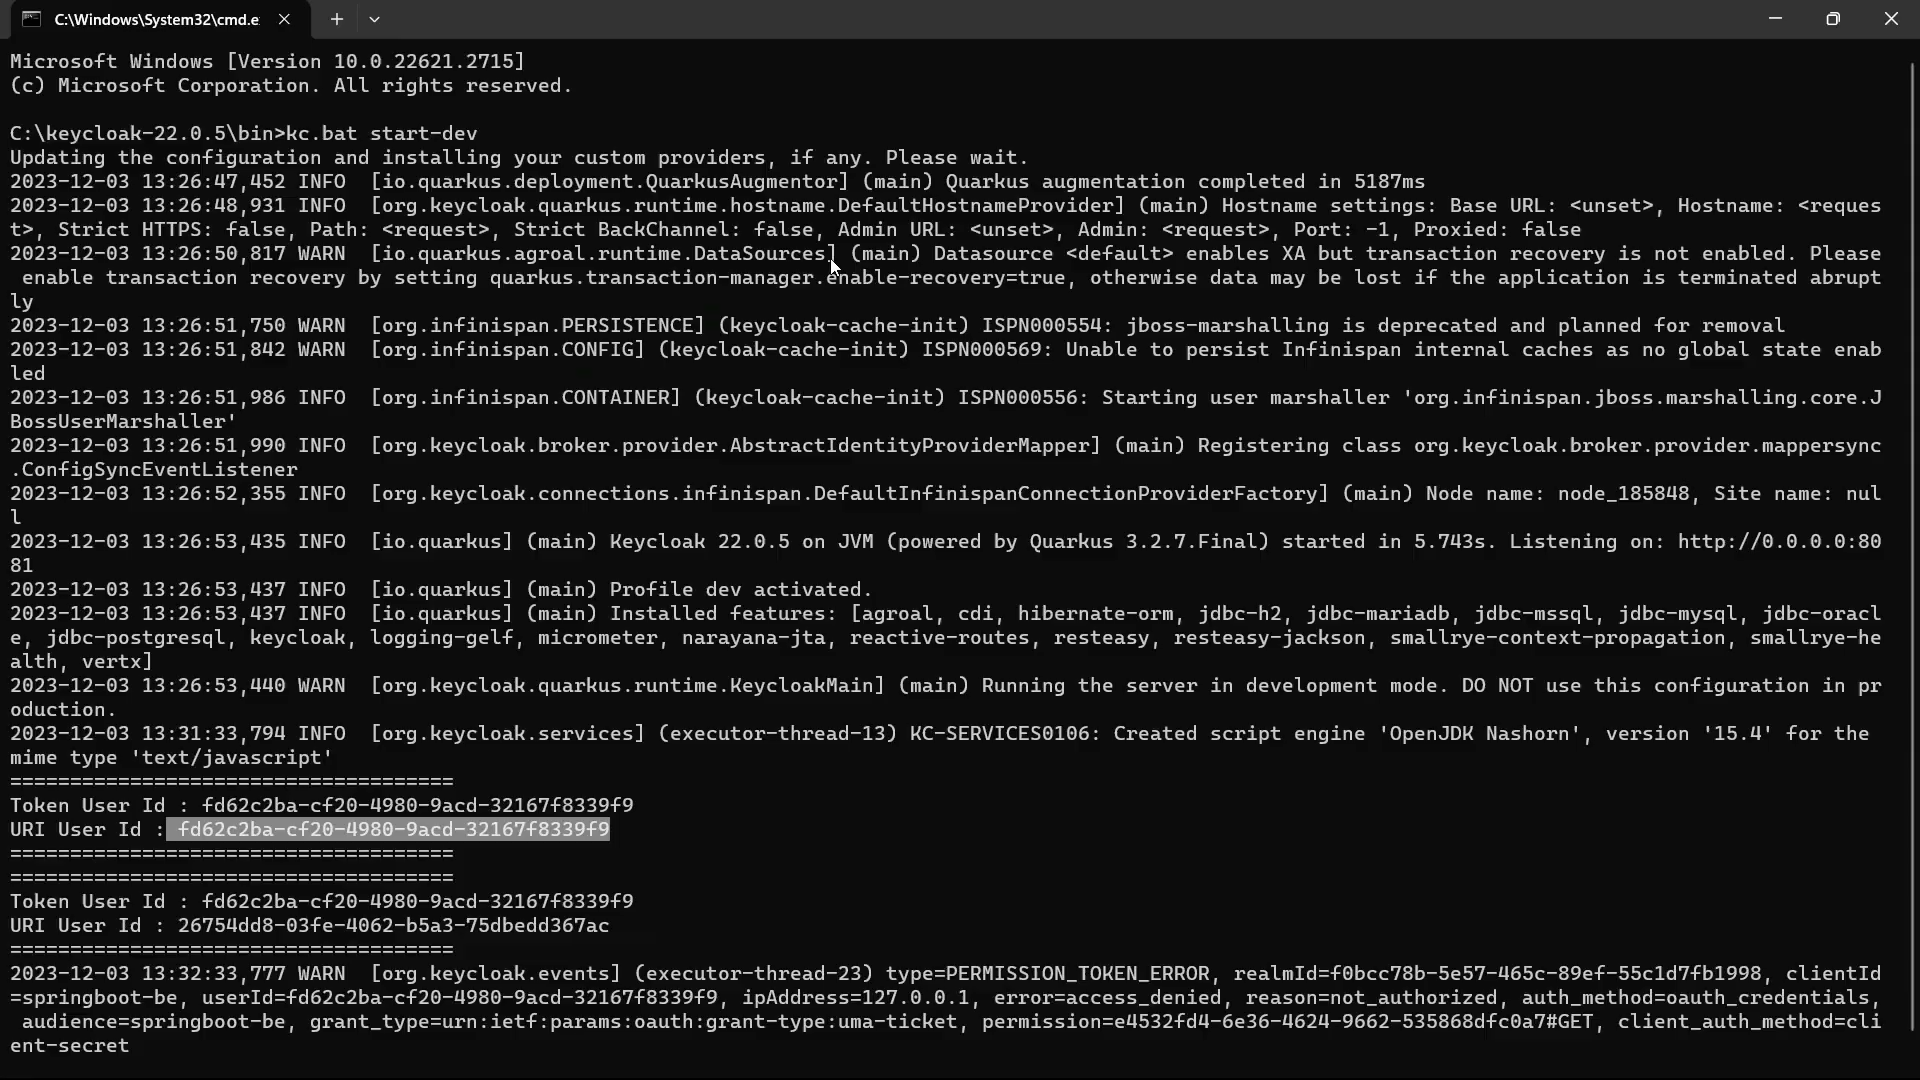 C:\Windows\System32\cmd.e
Microsoft Windows [Version 10.0.22621.2715]
(c) Microsoft Corporation. All rights reserved.
C:\keycloak-22.0.5\bin>kc.bat start-dev
Updating the configuration and installing your custom providers, if any. Please wait.
2023-12-03 13:26:47,452 INFO  [io.quarkus.deployment.QuarkusAugmentor] (main) Quarkus augmentation completed in 5187ms
2023-12-03 13:26:48,931 INFO  [org.keycloak.quarkus.runtime.hostname.DefaultHostnameProvider] (main) Hostname settings: Base URL: <unset>, Hostname: <reques
t>, Strict HTTPS: false, Path: <request>, Strict BackChannel: false, Admin URL: <unset>, Admin: <request>, Port: -1, Proxied: false
2023-12-03 13:26:50,817 WARN  [io.quarkus.agroal.runtime.DataSources] (main) Datasource <default> enables XA but transaction recovery is not enabled. Please
 enable transaction recovery by setting quarkus.transaction-manager.enable-recovery=true, otherwise data may be lost if the application is terminated abrupt
ly
2023-12-03 13:26:51,750 WARN  [org.infinispan.PERSISTENCE] (keycloak-cache-init) ISPN000554: jboss-marshalling is deprecated and planned for removal
2023-12-03 13:26:51,842 WARN  [org.infinispan.CONFIG] (keycloak-cache-init) ISPN000569: Unable to persist Infinispan internal caches as no global state enab
led
2023-12-03 13:26:51,986 INFO  [org.infinispan.CONTAINER] (keycloak-cache-init) ISPN000556: Starting user marshaller 'org.infinispan.jboss.marshalling.core.J
BossUserMarshaller'
2023-12-03 13:26:51,990 INFO  [org.keycloak.broker.provider.AbstractIdentityProviderMapper] (main) Registering class org.keycloak.broker.provider.mappersync
.ConfigSyncEventListener
2023-12-03 13:26:52,355 INFO  [org.keycloak.connections.infinispan.DefaultInfinispanConnectionProviderFactory] (main) Node name: node_185848, Site name: nul
l
2023-12-03 13:26:53,435 INFO  [io.quarkus] (main) Keycloak 22.0.5 on JVM (powered by Quarkus 3.2.7.Final) started in 5.743s. Listening on: http://0.0.0.0:80
81
2023-12-03 13:26:53,437 INFO  [io.quarkus] (main) Profile dev activated.
2023-12-03 13:26:53,437 INFO  [io.quarkus] (main) Installed features: [agroal, cdi, hibernate-orm, jdbc-h2, jdbc-mariadb, jdbc-mssql, jdbc-mysql, jdbc-oracl
e, jdbc-postgresql, keycloak, logging-gelf, micrometer, narayana-jta, reactive-routes, resteasy, resteasy-jackson, smallrye-context-propagation, smallrye-he
alth, vertx]
2023-12-03 13:26:53,440 WARN  [org.keycloak.quarkus.runtime.KeycloakMain] (main) Running the server in development mode. DO NOT use this configuration in pr
oduction.
2023-12-03 13:31:33,794 INFO  [org.keycloak.services] (executor-thread-13) KC-SERVICES0106: Created script engine 'OpenJDK Nashorn', version '15.4' for the
mime type 'text/javascript'
=====================================
Token User Id : fd62c2ba-cf20-4980-9acd-32167f8339f9
URI User Id : fd62c2ba-cf20-4980-9acd-32167f8339f9
=====================================
=====================================
Token User Id : fd62c2ba-cf20-4980-9acd-32167f8339f9
URI User Id : 26754dd8-03fe-4062-b5a3-75dbedd367ac
=====================================
2023-12-03 13:32:33,777 WARN  [org.keycloak.events] (executor-thread-23) type=PERMISSION_TOKEN_ERROR, realmId=f0bcc78b-5e57-465c-89ef-55c1d7fb1998, clientId
=springboot-be, userId=fd62c2ba-cf20-4980-9acd-32167f8339f9, ipAddress=127.0.0.1, error=access_denied, reason=not_authorized, auth_method=oauth_credentials,
 audience=springboot-be, grant_type=urn:ietf:params:oauth:grant-type:uma-ticket, permission=e4532fd4-6e36-4624-9662-535868dfc0a7#GET, client_auth_method=cli
ent-secret